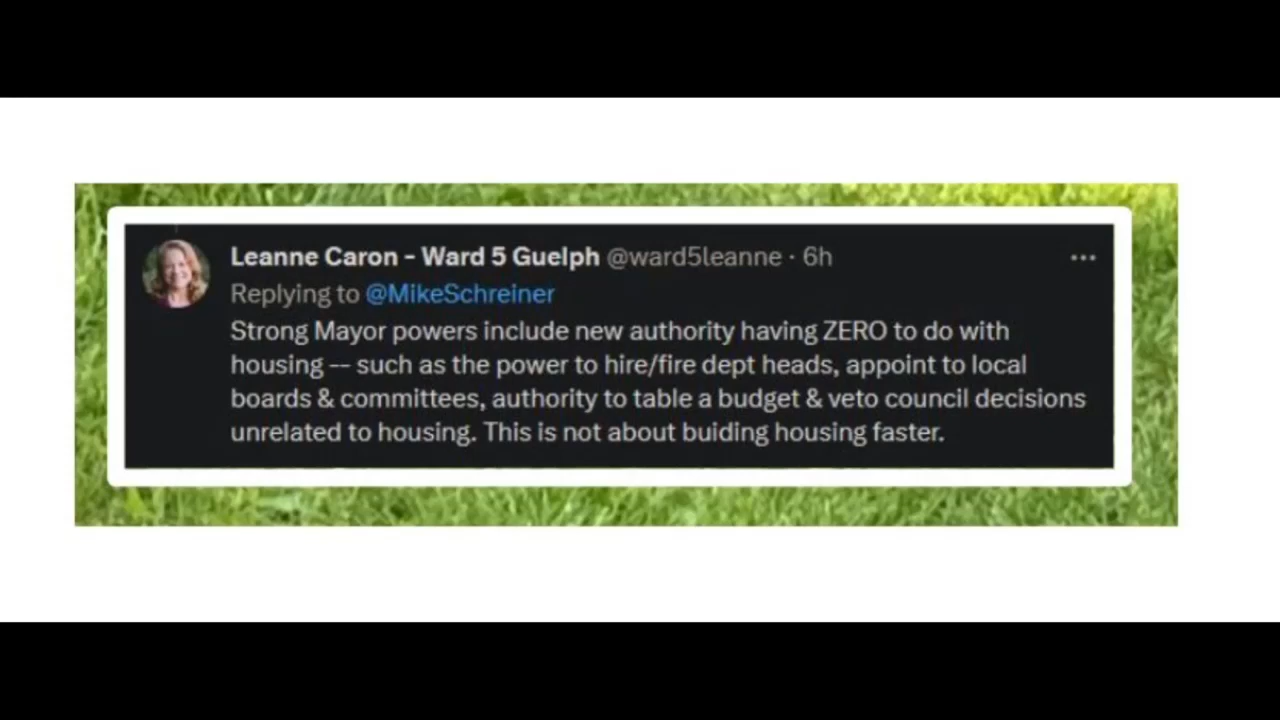 Leanne Caron - Ward 5 Guelph @ward5leanne · 6h
Replying to @MikeSchreiner
Strong Mayor powers include new authority having ZERO to do with
housing -- such as the power to hire/fire dept heads, appoint to local
boards & committees, authority to table a budget & veto council decisions
unrelated to housing. This is not about buiding housing faster.